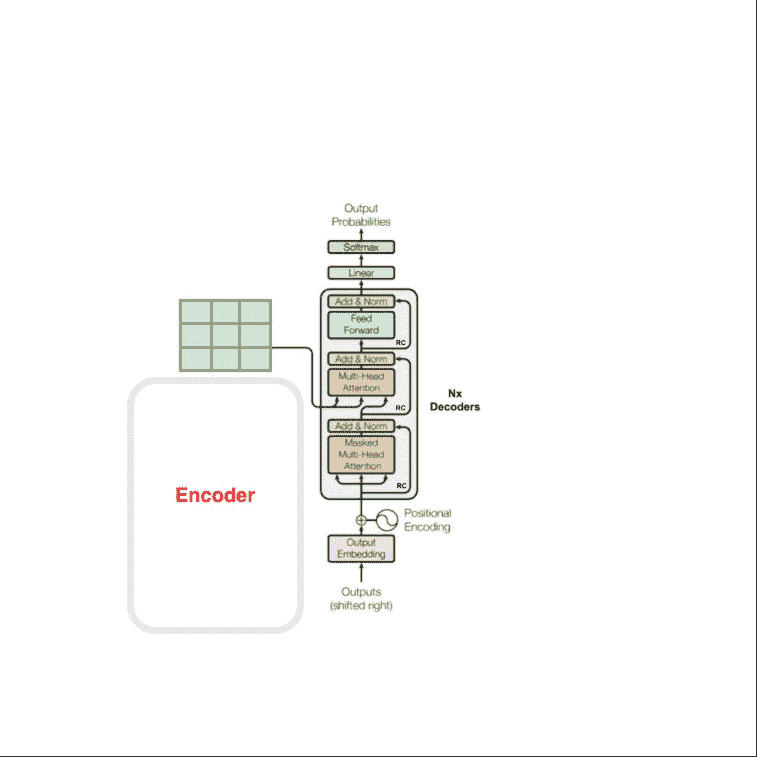 Output
Probabilities
Softmax
Linear
Add & Norm
Feed
Forward
RC
Add & Norm
Multi-Head
Attention
RC
Nx
Decoders
Add & Norm
Masked
Multi-Head
Attention
RC
Encoder
Positional
Encoding
Output
Embedding
Outputs
(shifted right)